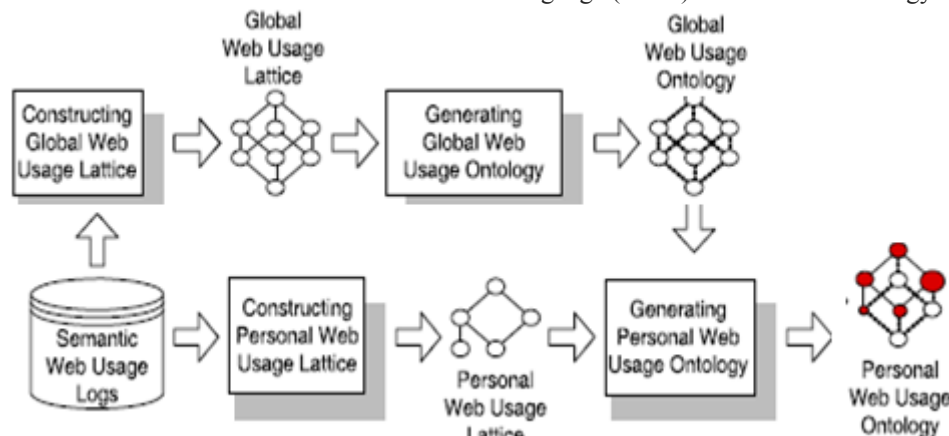 Global
Web Usage
Lattice
Global
Web Usage
Ontology
Constructing
Global Web
Usage Lattice
Generating
Global Web
Usage Ontology
Semantic
Web Usage
Logs
Constructing
Personal Web
Usage Lattice
Personal
Web Usage
Lattice
Generating
Personal Web
Usage Ontology
Personal
Web Usage
Ontology